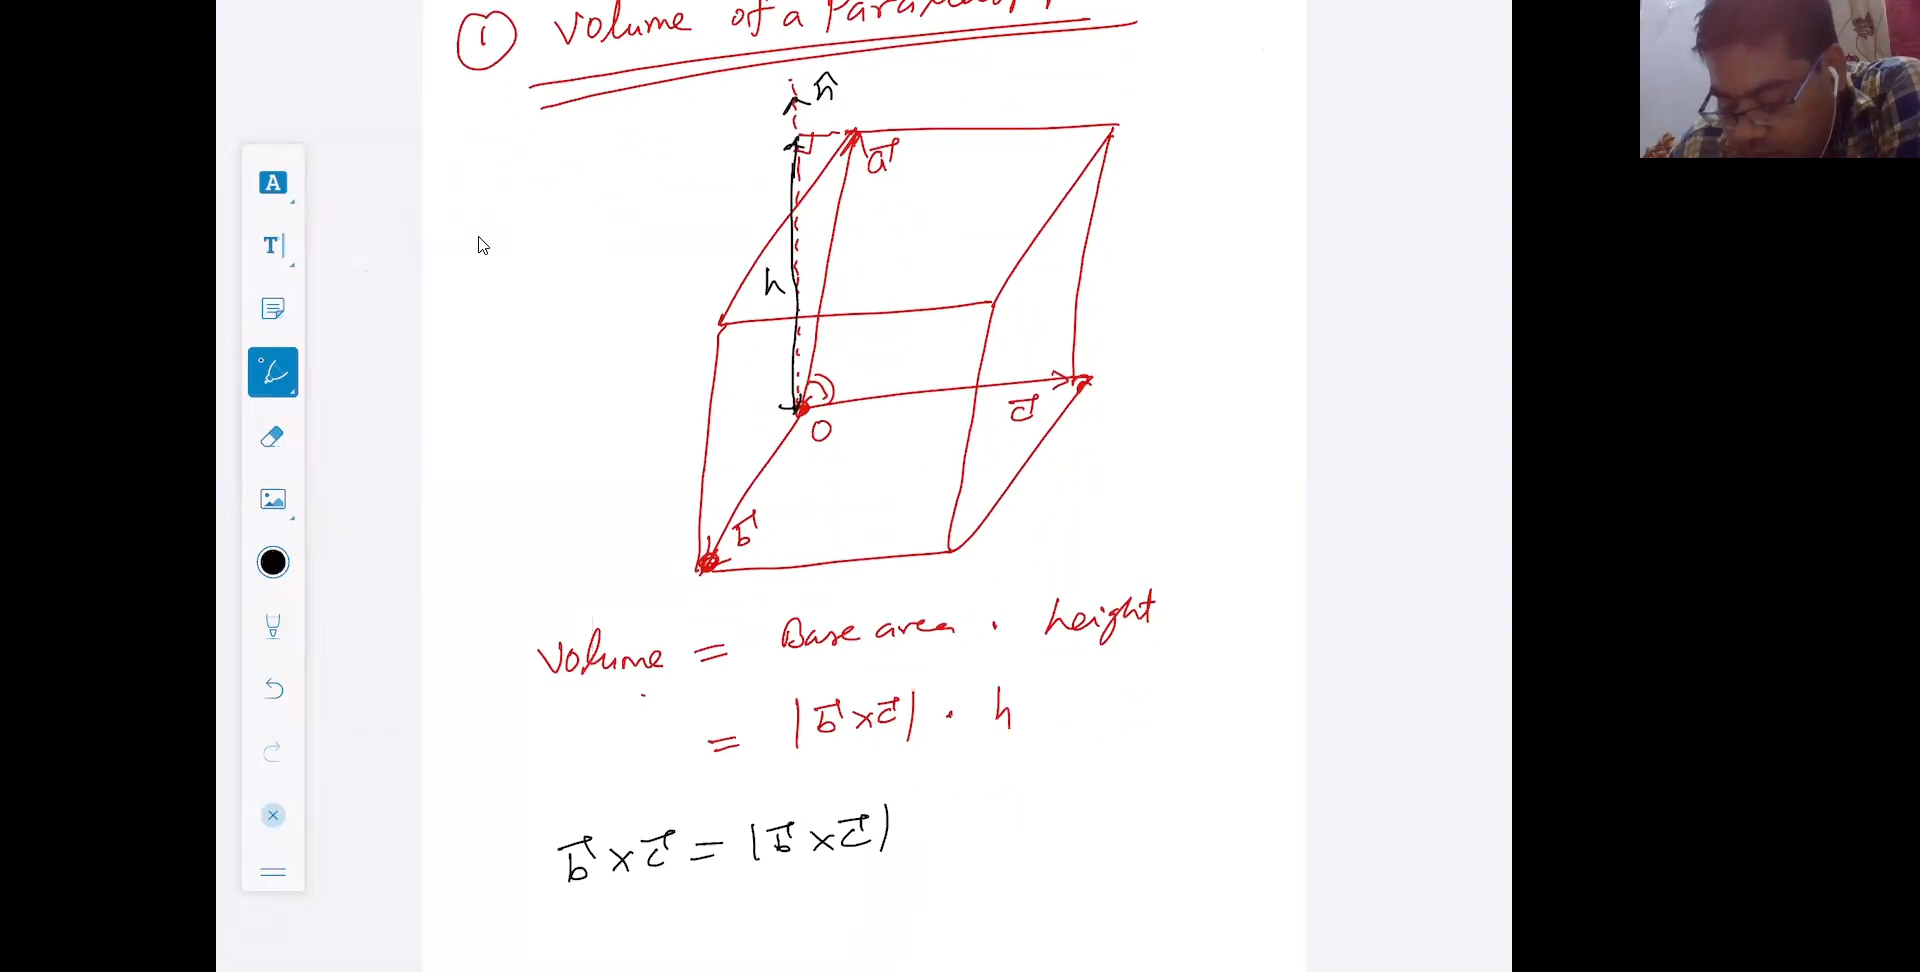 ① Volume of a
n̂
a⃗
h
c⃗
O
b⃗
Volume = Base area . height
= |b⃗ × c⃗| . h
b⃗ × c⃗ = |b⃗ × c⃗|
A
T